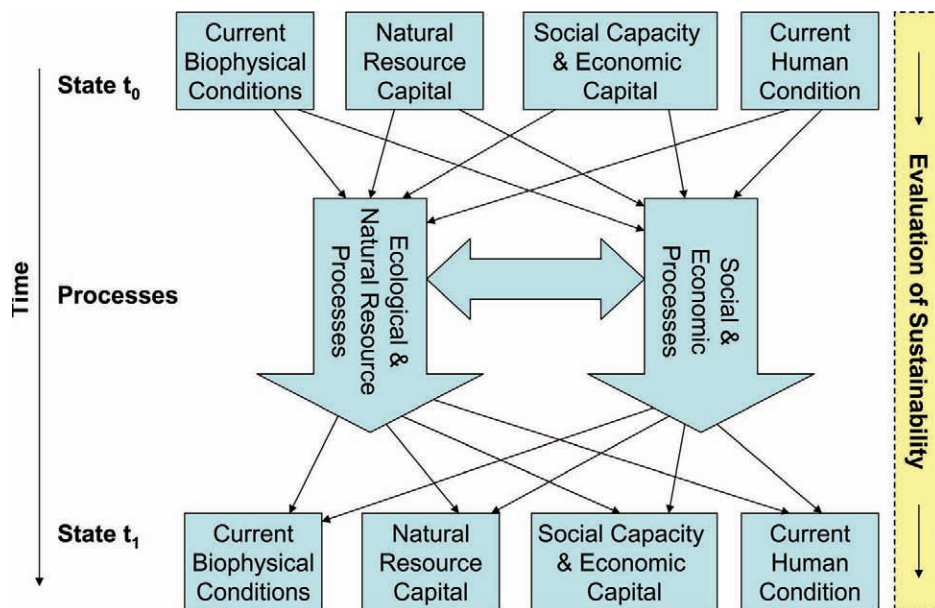 Current
Biophysical
Conditions
Natural
Resource
Capital
Social Capacity
& Economic
Capital
Current
Human
Condition
State t₀
Time
Processes
Ecological &
Natural Resource
Processes
Social &
Economic
Processes
Evaluation of Sustainability
State t₁
Current
Biophysical
Conditions
Natural
Resource
Capital
Social Capacity
& Economic
Capital
Current
Human
Condition